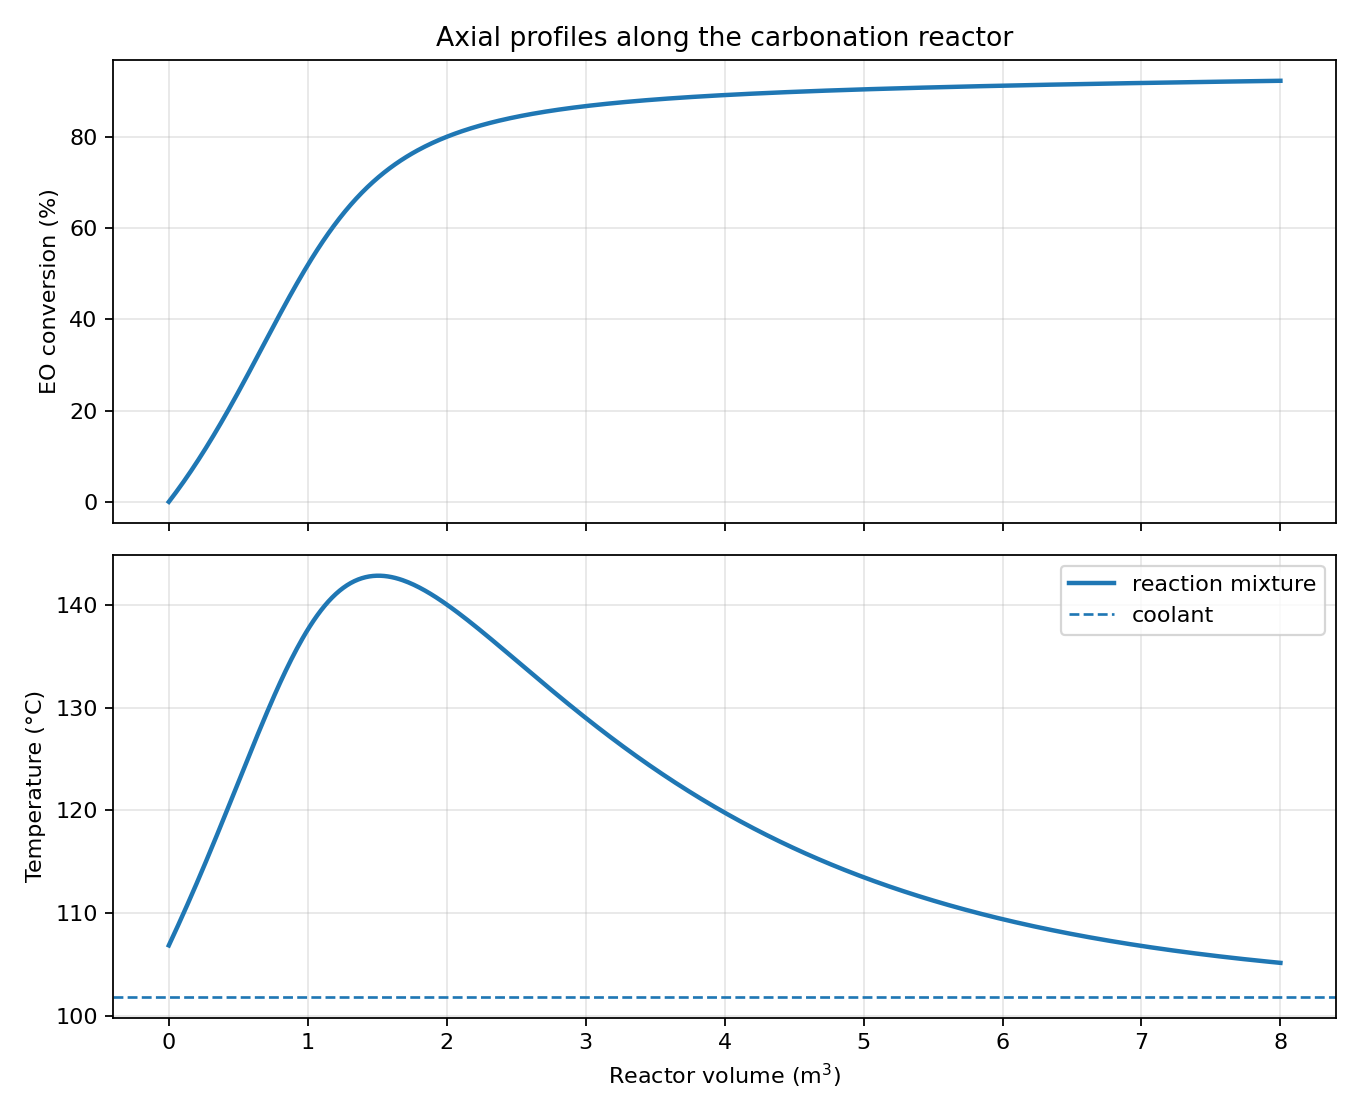 Axial profiles along the carbonation reactor
EO conversion (%)
80
60
40
20
0
reaction mixture
coolant
Temperature (°C)
140
130
120
110
100
0 1 2 3 4 5 6 7 8
Reactor volume (m³)